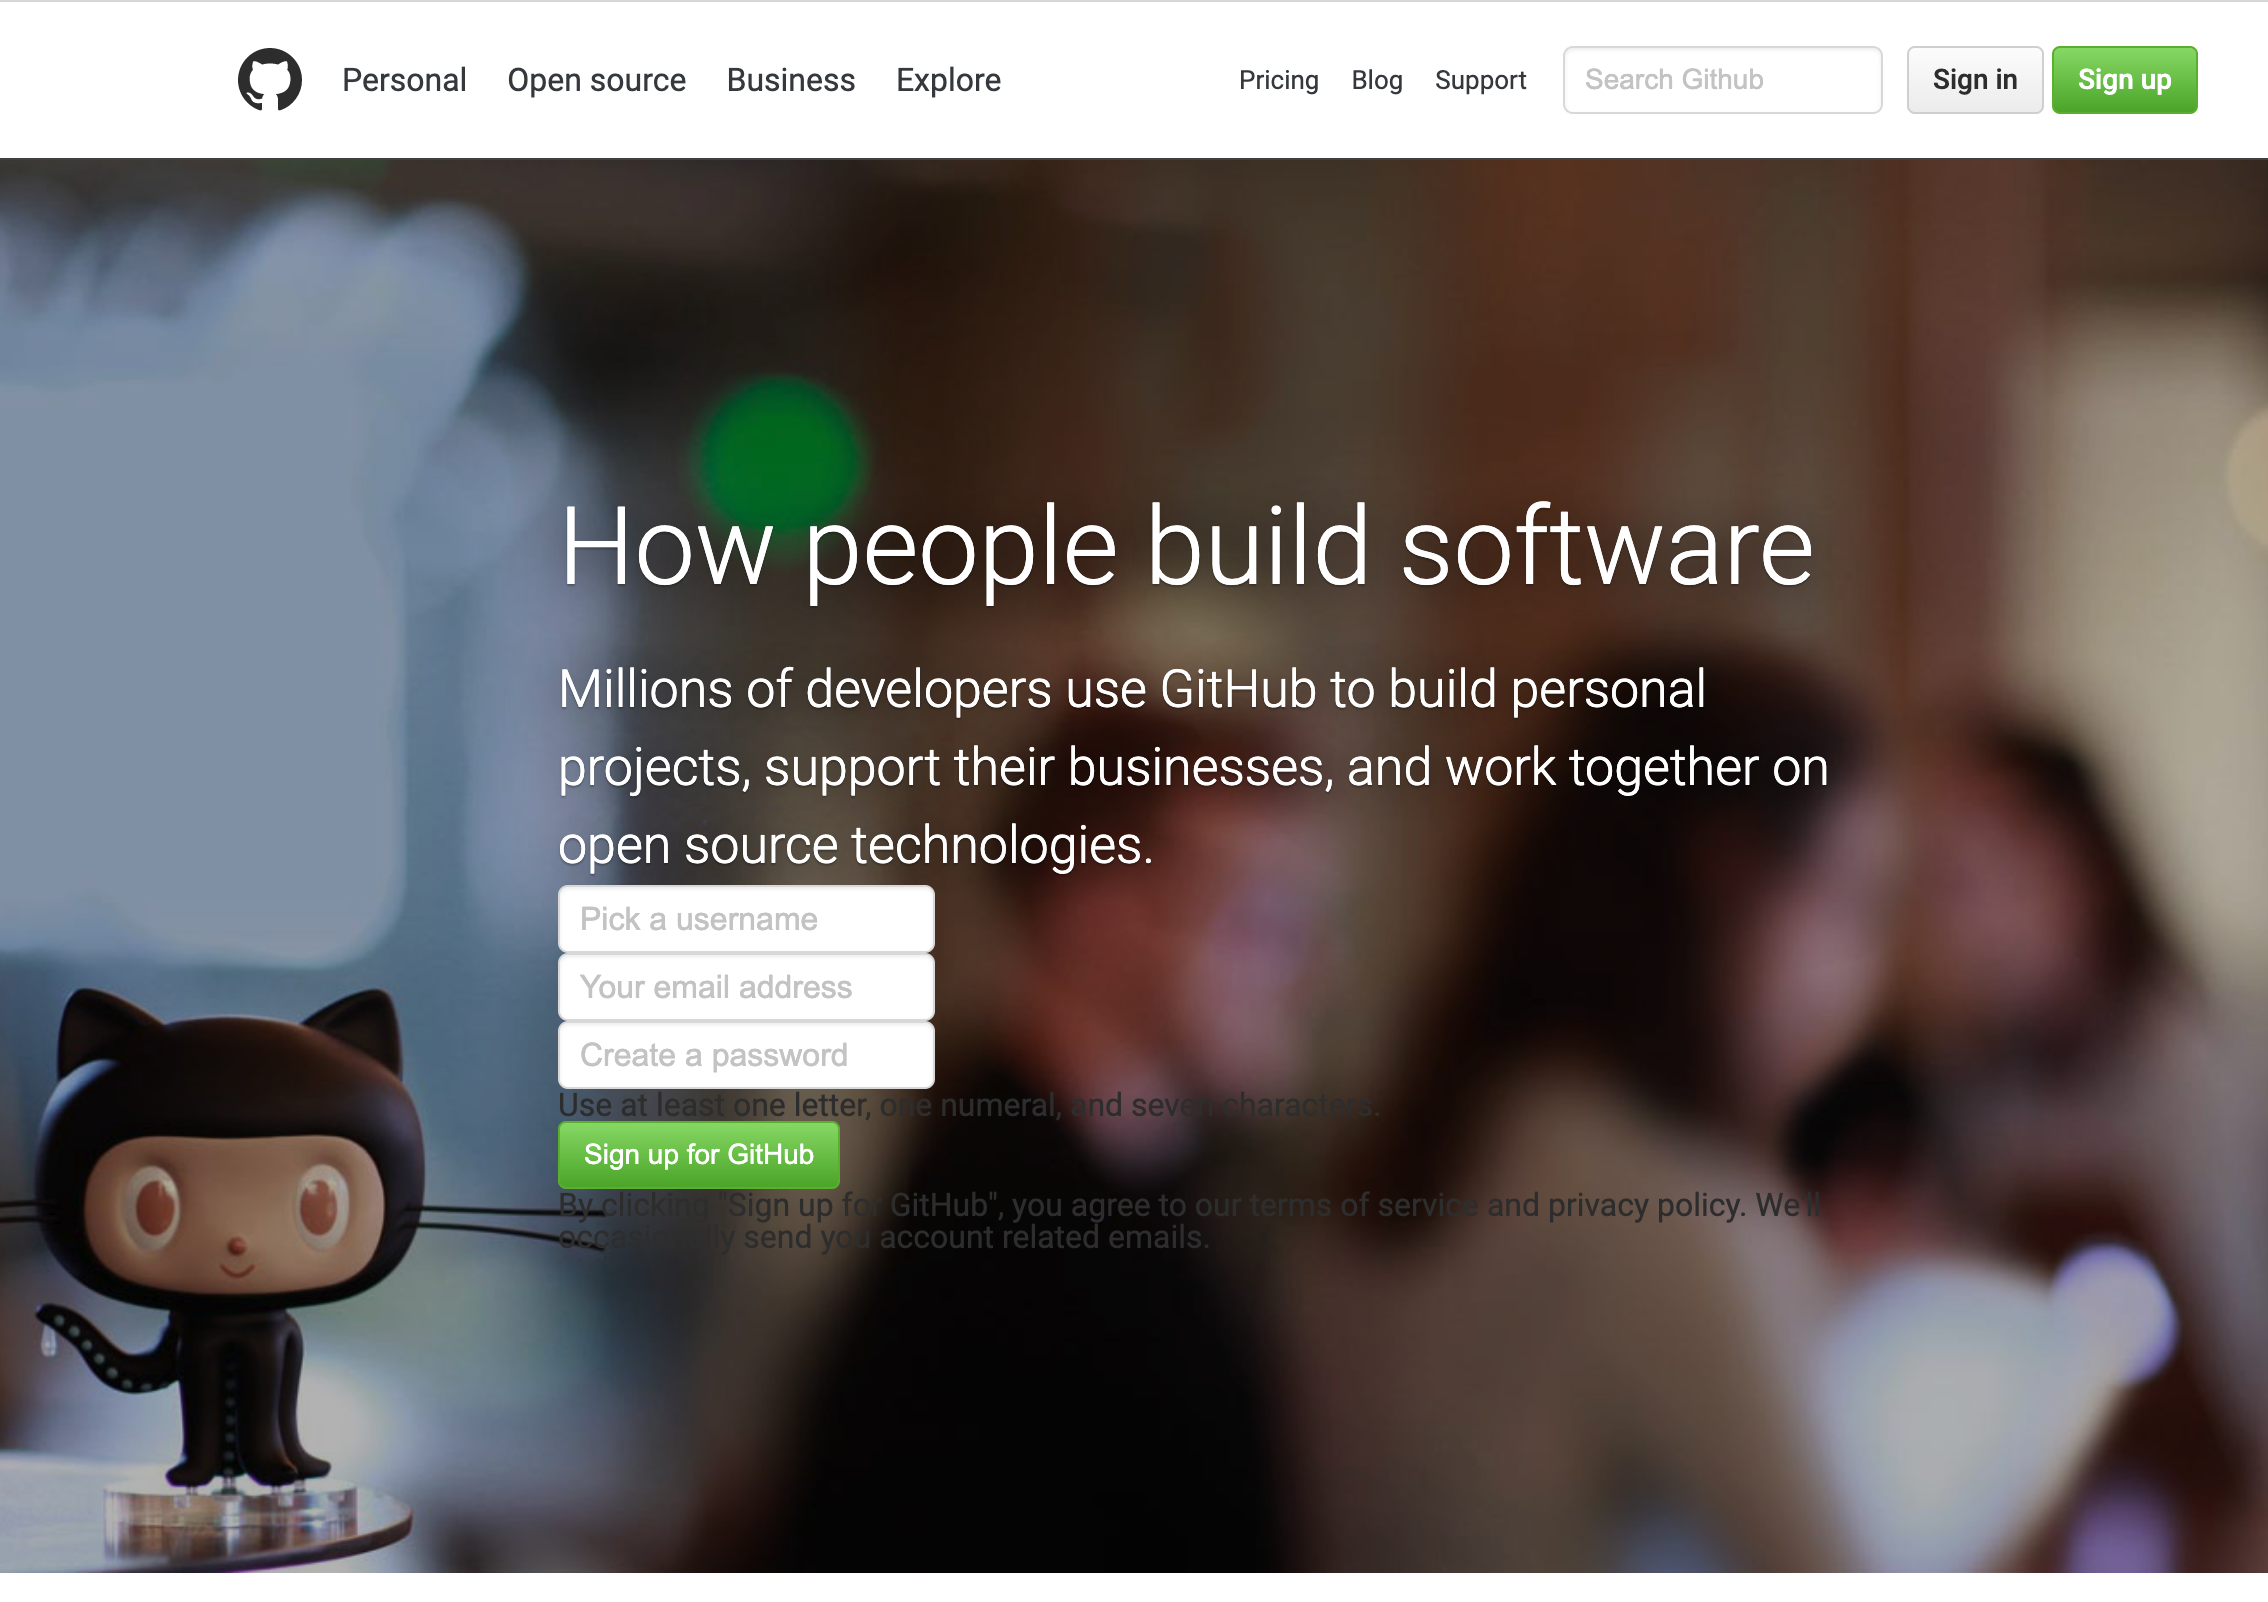 Personal Open source Business Explore Pricing Blog Support Search Github Sign in Sign up
How people build software
Millions of developers use GitHub to build personal
projects, support their businesses, and work together on
open source technologies.
Pick a username
Your email address
Create a password
Use at least one letter, one numeral, and seven characters.
Sign up for GitHub
By clicking "Sign up for GitHub", you agree to our terms of service and privacy policy. We'll
occasionally send you account related emails.